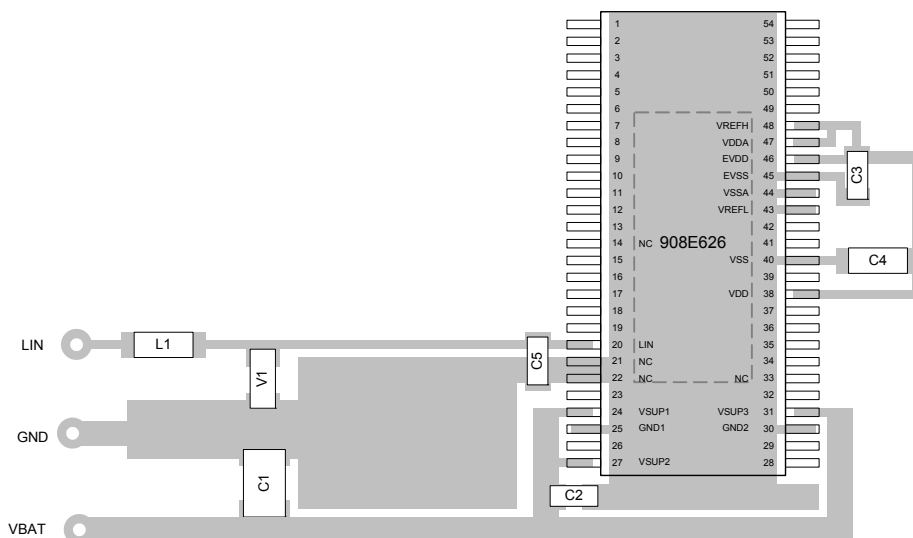 1 54
2 53
3 52
4 51
5 50
6 49
7 VREFH 48
8 VDDA 47
9 EVDD 46
10 EVSS 45
C3
11 VSSA 44
12 VREFL 43
13 42
14 NC 908E626 41
15 VSS 40
C4
16 39
17 VDD 38
18 37
19 36
LIN L1 20 LIN 35
C5
21 NC 34
V1
22 NC NC 33
23 32
24 VSUP1 VSUP3 31
GND 25 GND1 GND2 30
26 29
27 VSUP2 28
C1
C2
VBAT